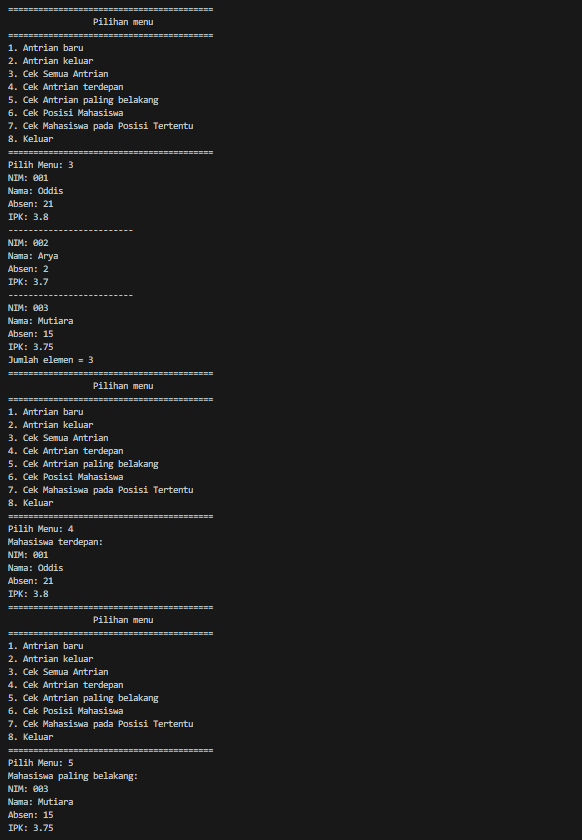 =========================================
Pilihan menu
=========================================
1. Antrian baru
2. Antrian keluar
3. Cek Semua Antrian
4. Cek Antrian terdepan
5. Cek Antrian paling belakang
6. Cek Posisi Mahasiswa
7. Cek Mahasiswa pada Posisi Tertentu
8. Keluar
=========================================
Pilih Menu: 3
NIM: 001
Nama: Oddis
Absen: 21
IPK: 3.8
-------------------------
NIM: 002
Nama: Arya
Absen: 2
IPK: 3.7
-------------------------
NIM: 003
Nama: Mutiara
Absen: 15
IPK: 3.75
Jumlah elemen = 3
=========================================
Pilihan menu
=========================================
1. Antrian baru
2. Antrian keluar
3. Cek Semua Antrian
4. Cek Antrian terdepan
5. Cek Antrian paling belakang
6. Cek Posisi Mahasiswa
7. Cek Mahasiswa pada Posisi Tertentu
8. Keluar
=========================================
Pilih Menu: 4
Mahasiswa terdepan:
NIM: 001
Nama: Oddis
Absen: 21
IPK: 3.8
=========================================
Pilihan menu
=========================================
1. Antrian baru
2. Antrian keluar
3. Cek Semua Antrian
4. Cek Antrian terdepan
5. Cek Antrian paling belakang
6. Cek Posisi Mahasiswa
7. Cek Mahasiswa pada Posisi Tertentu
8. Keluar
=========================================
Pilih Menu: 5
Mahasiswa paling belakang:
NIM: 003
Nama: Mutiara
Absen: 15
IPK: 3.75